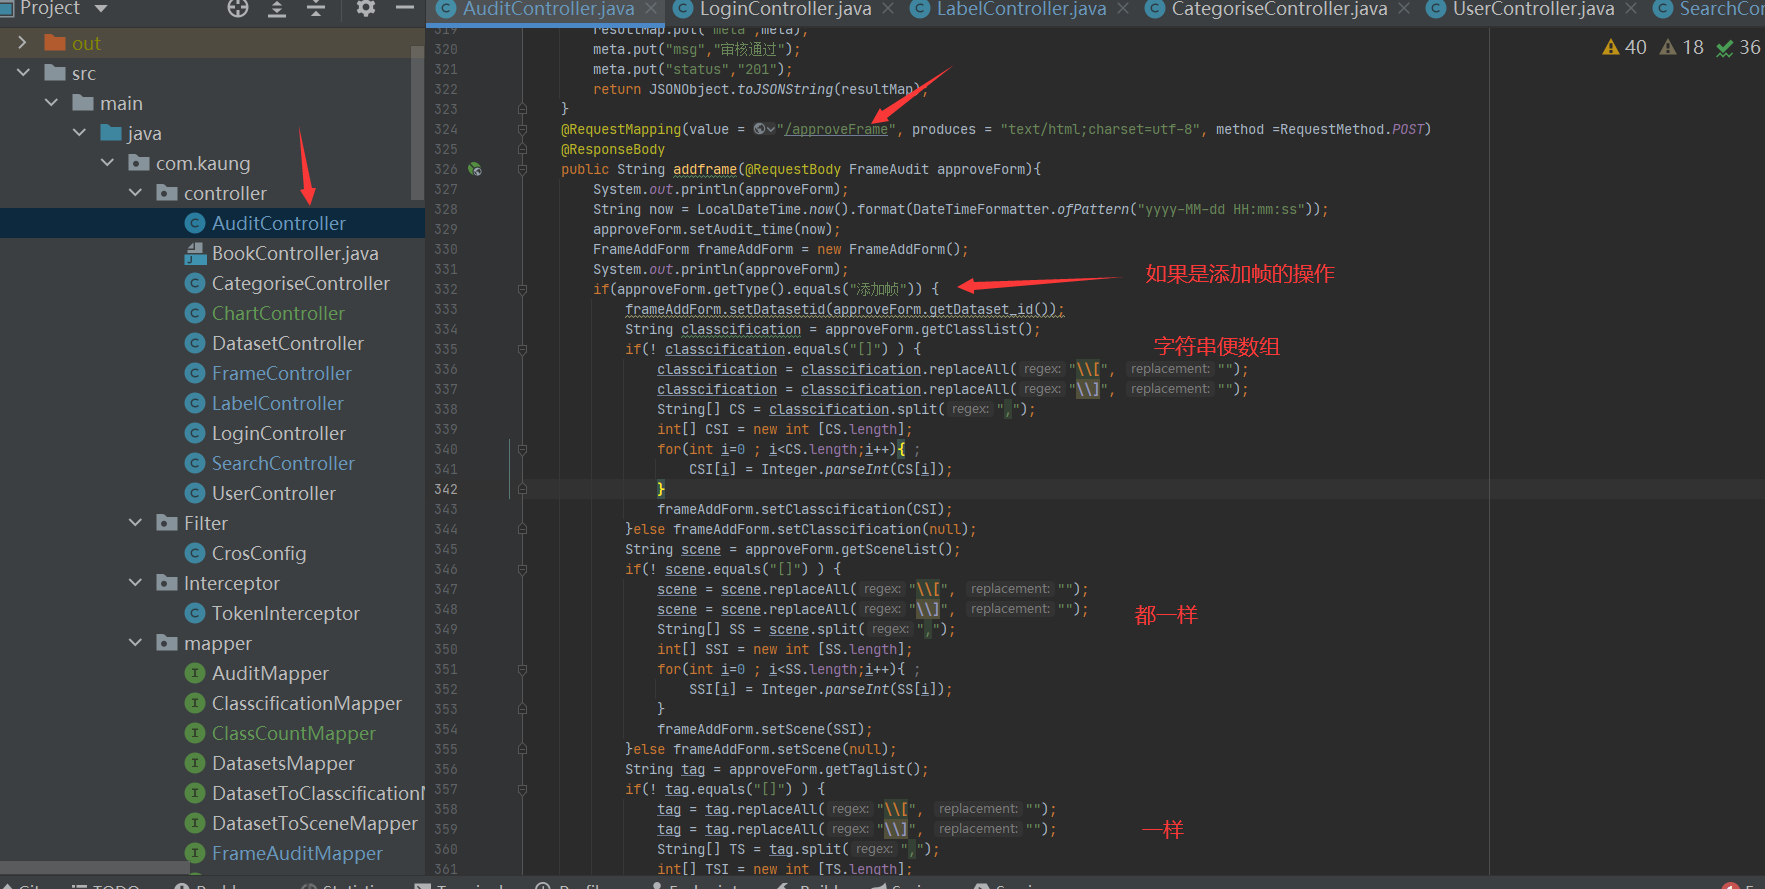 Project
AuditController.java
LoginController.java
LabelController.java
CategoriseController.java
UserController.java
SearchCor
out
src
main
java
com.kaung
controller
AuditController
BookController.java
CategoriseController
ChartController
DatasetController
FrameController
LabelController
LoginController
SearchController
UserController
Filter
CrosConfig
Interceptor
TokenInterceptor
mapper
AuditMapper
ClasscificationMapper
ClassCountMapper
DatasetsMapper
DatasetToClasscificationM
DatasetToSceneMapper
FrameAuditMapper
40 18 36
319 resultMap.put("meta",meta);
320 meta.put("msg","审核通过");
321 meta.put("status","201");
322 return JSONObject.toJSONString(resultMap);
323 }
324 @RequestMapping(value = "/approveFrame", produces = "text/html;charset=utf-8", method =RequestMethod.POST)
325 @ResponseBody
326 public String addframe(@RequestBody FrameAudit approveForm){
327 System.out.println(approveForm);
328 String now = LocalDateTime.now().format(DateTimeFormatter.ofPattern("yyyy-MM-dd HH:mm:ss"));
329 approveForm.setAudit_time(now);
330 FrameAddForm frameAddForm = new FrameAddForm();
331 System.out.println(approveForm);
如果是添加帧的操作
332 if(approveForm.getType().equals("添加帧")) {
333 frameAddForm.setDatasetid(approveForm.getDataset_id());
334 String classcification = approveForm.getClasslist();
335 if(! classcification.equals("[]") ) {
字符串便数组
336 classcification = classcification.replaceAll( regex: "\\[", replacement: "");
337 classcification = classcification.replaceAll( regex: "\\]", replacement: "");
338 String[] CS = classcification.split( regex: ",");
339 int[] CSI = new int [CS.length];
340 for(int i=0 ; i<CS.length;i++){ ;
341 CSI[i] = Integer.parseInt(CS[i]);
342 }
343 frameAddForm.setClasscification(CSI);
344 }else frameAddForm.setClasscification(null);
345 String scene = approveForm.getScenelist();
346 if(! scene.equals("[]") ) {
347 scene = scene.replaceAll( regex: "\\[", replacement: "");
348 scene = scene.replaceAll( regex: "\\]", replacement: "");
都一样
349 String[] SS = scene.split( regex: ",");
350 int[] SSI = new int [SS.length];
351 for(int i=0 ; i<SS.length;i++){ ;
352 SSI[i] = Integer.parseInt(SS[i]);
353 }
354 frameAddForm.setScene(SSI);
355 }else frameAddForm.setScene(null);
356 String tag = approveForm.getTaglist();
357 if(! tag.equals("[]") ) {
358 tag = tag.replaceAll( regex: "\\[", replacement: "");
359 tag = tag.replaceAll( regex: "\\]", replacement: "");
一样
360 String[] TS = tag.split( regex: ",");
361 int[] TSI = new int [TS.length];